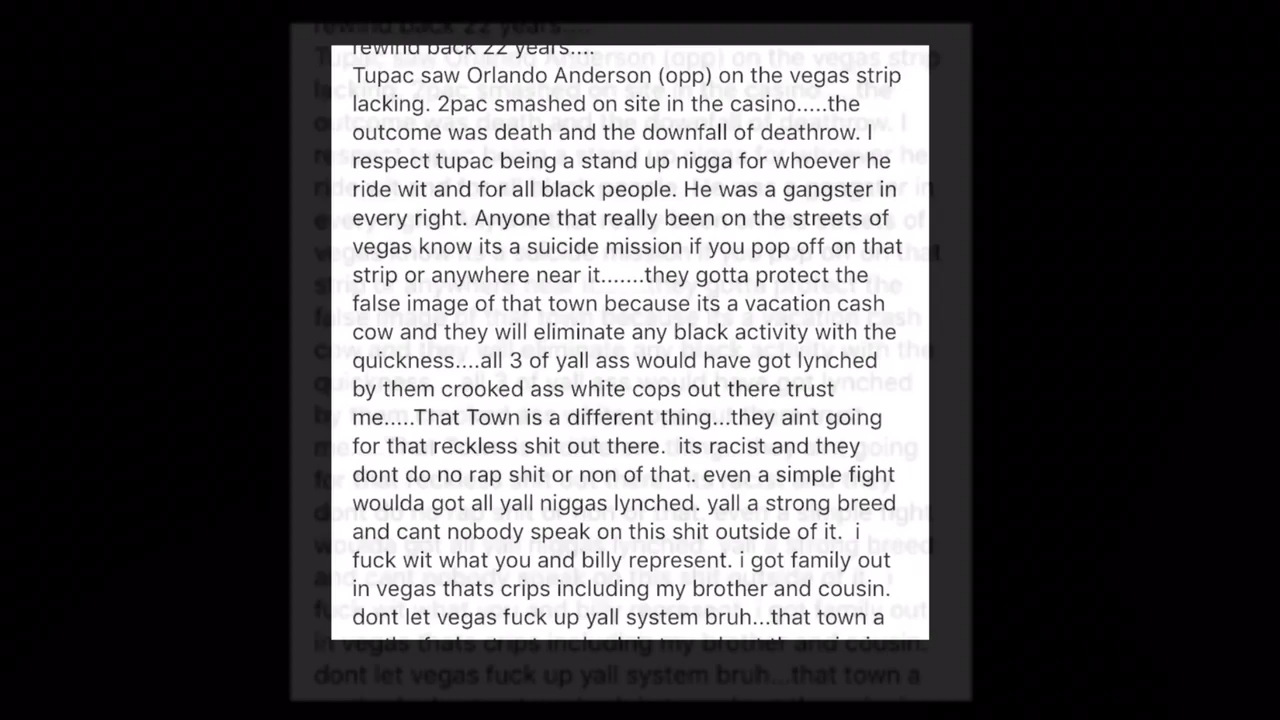 rewind back 22 years....
Tupac saw Orlando Anderson (opp) on the vegas strip
lacking. 2pac smashed on site in the casino.....the
outcome was death and the downfall of deathrow. I
respect tupac being a stand up nigga for whoever he
ride wit and for all black people. He was a gangster in
every right. Anyone that really been on the streets of
vegas know its a suicide mission if you pop off on that
strip or anywhere near it.......they gotta protect the
false image of that town because its a vacation cash
cow and they will eliminate any black activity with the
quickness....all 3 of yall ass would have got lynched
by them crooked ass white cops out there trust
me.....That Town is a different thing...they aint going
for that reckless shit out there.  its racist and they
dont do no rap shit or non of that. even a simple fight
woulda got all yall niggas lynched. yall a strong breed
and cant nobody speak on this shit outside of it.  i
fuck wit what you and billy represent. i got family out
in vegas thats crips including my brother and cousin.
dont let vegas fuck up yall system bruh...that town a